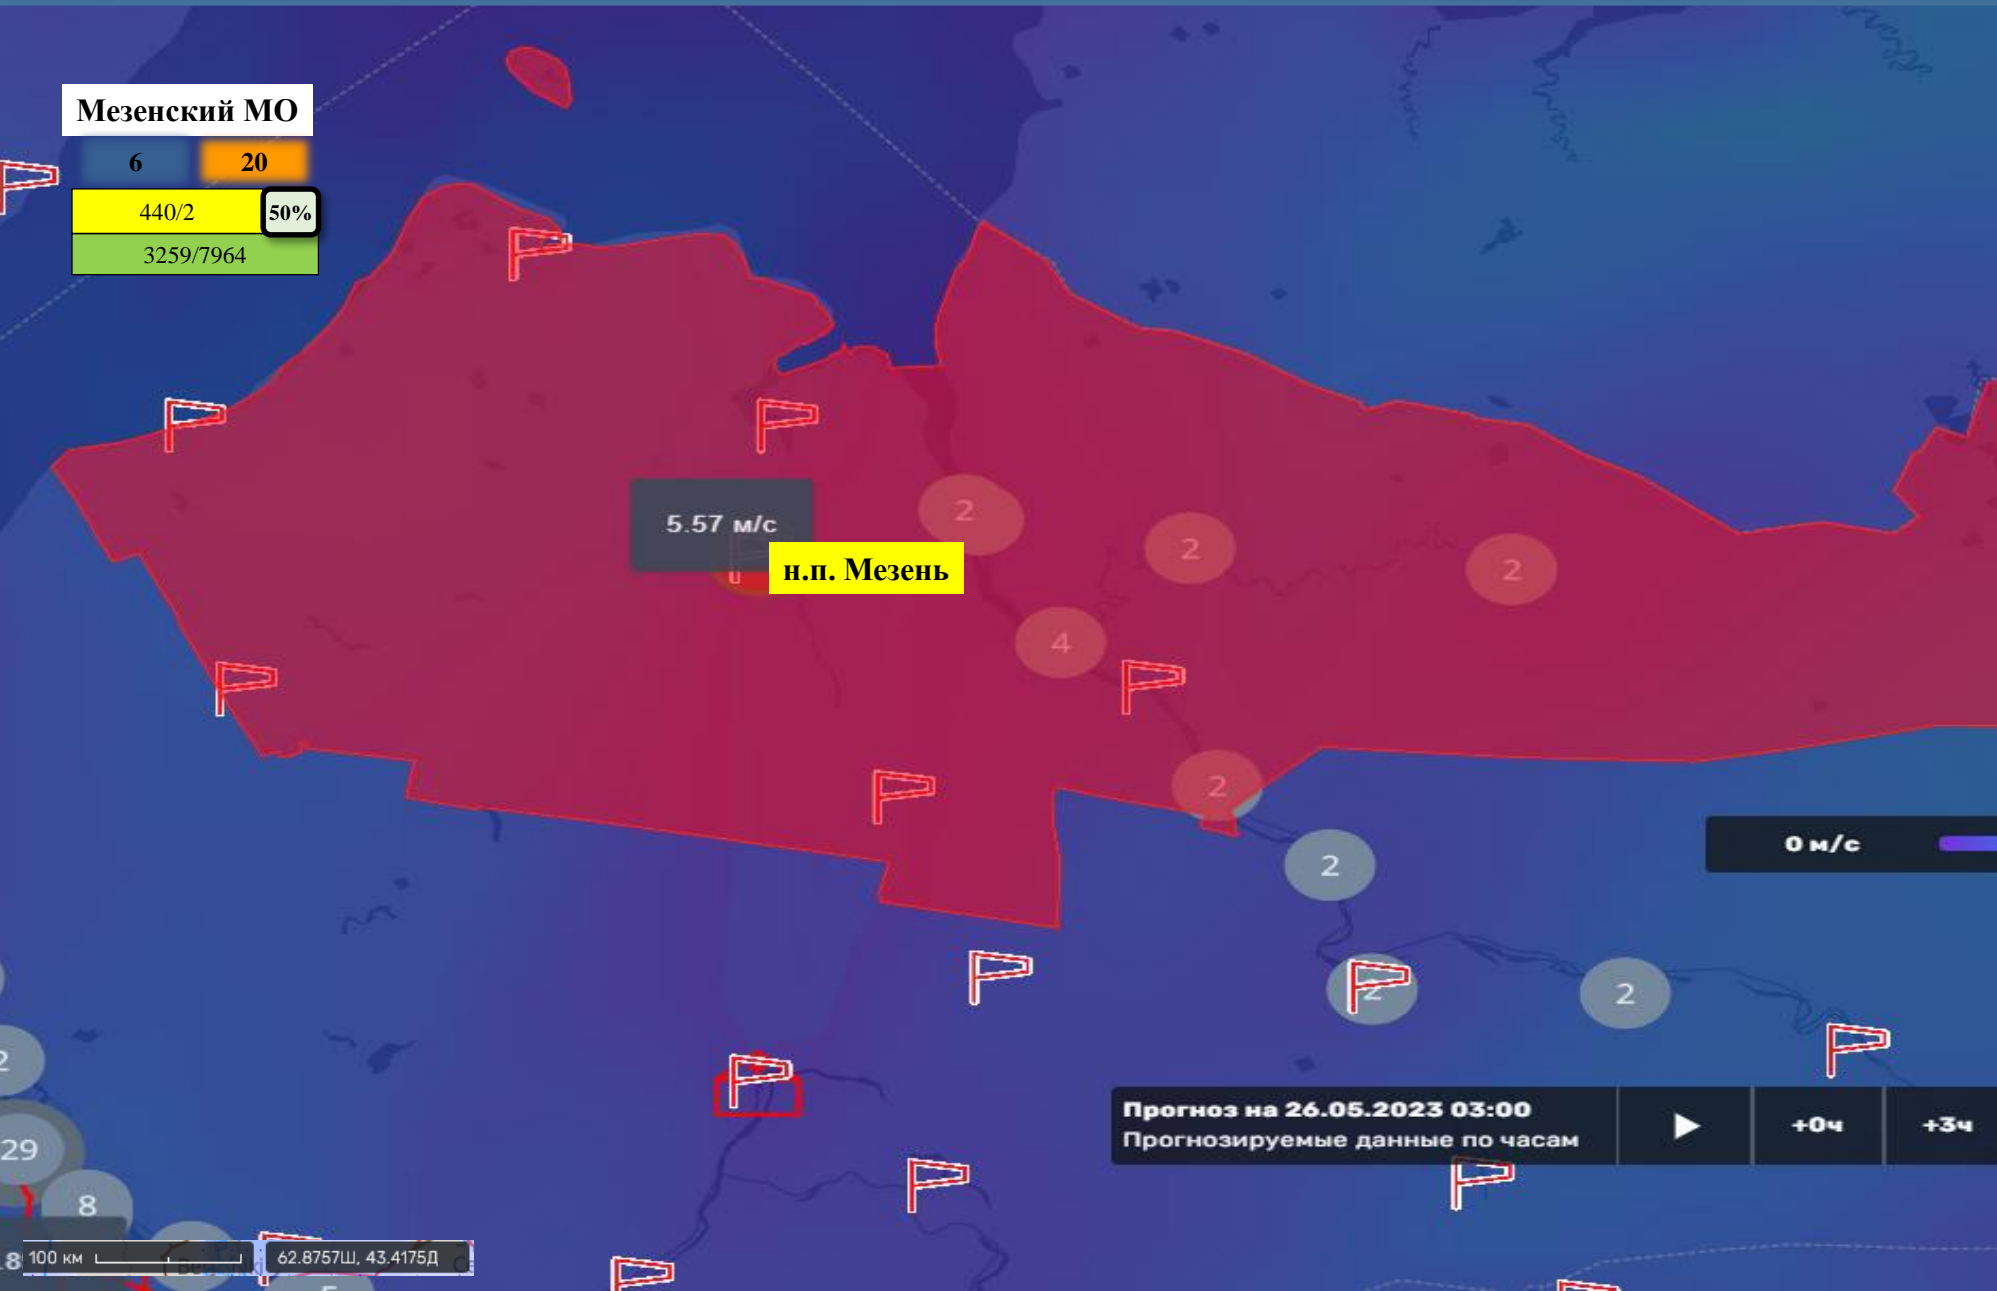 Мезенский МО
6 20
440/2 50%
3259/7964
5.57 м/с
н.п. Мезень
2
2
2
4
2
2
2
2
0 м/с
2
29
8
Прогноз на 26.05.2023 03:00
Прогнозируемые данные по часам
+0ч +3ч
100 км
62.8757Ш, 43.4175Д